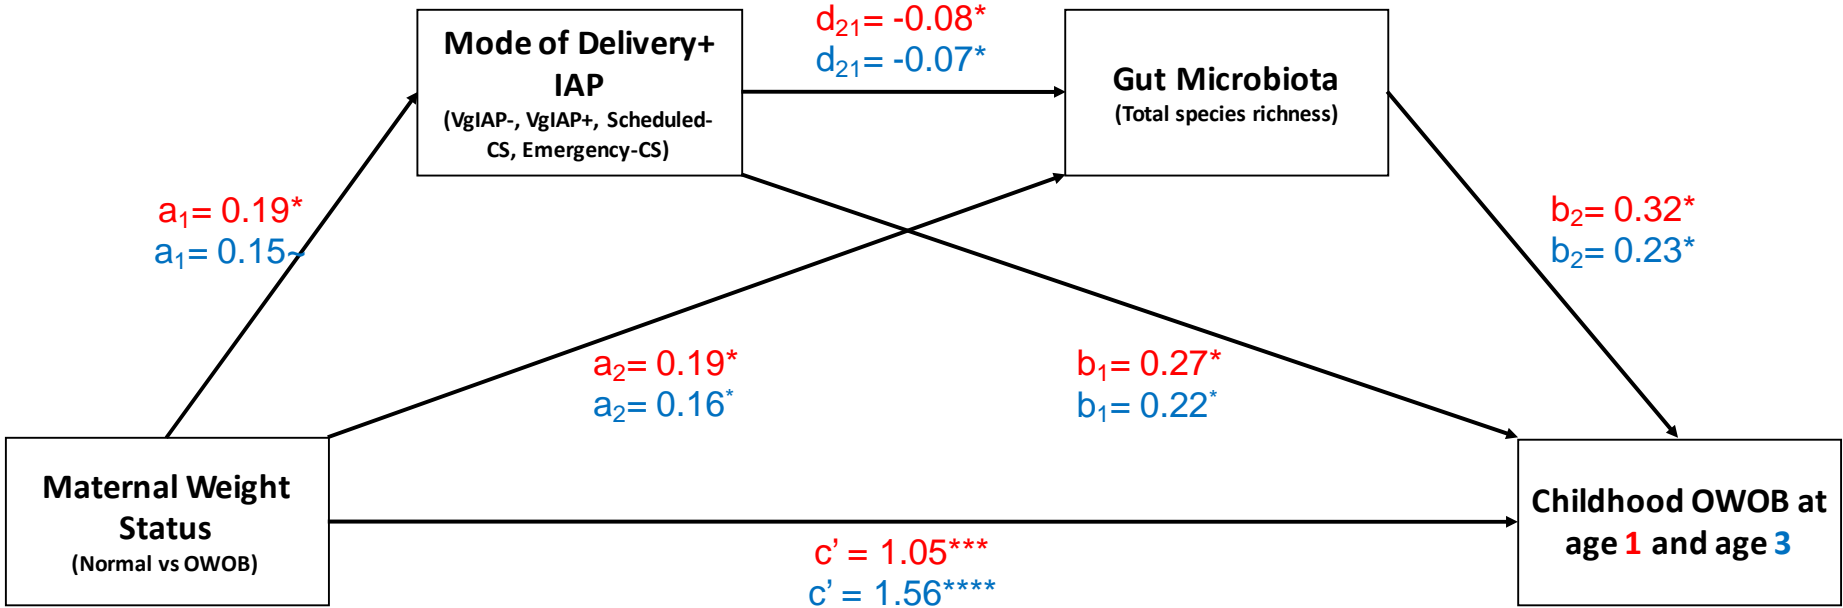 Mode of Delivery+
IAP
(VgIAP-, VgIAP+, Scheduled-
CS, Emergency-CS)
d21= -0.08*
d21= -0.07*
Gut Microbiota
(Total species richness)
a1= 0.19*
a1= 0.15~
b2= 0.32*
b2= 0.23*
a2= 0.19*
a2= 0.16*
b1= 0.27*
b1= 0.22*
Maternal Weight
Status
(Normal vs OWOB)
c’ = 1.05***
c’ = 1.56****
Childhood OWOB at
age 1 and age 3